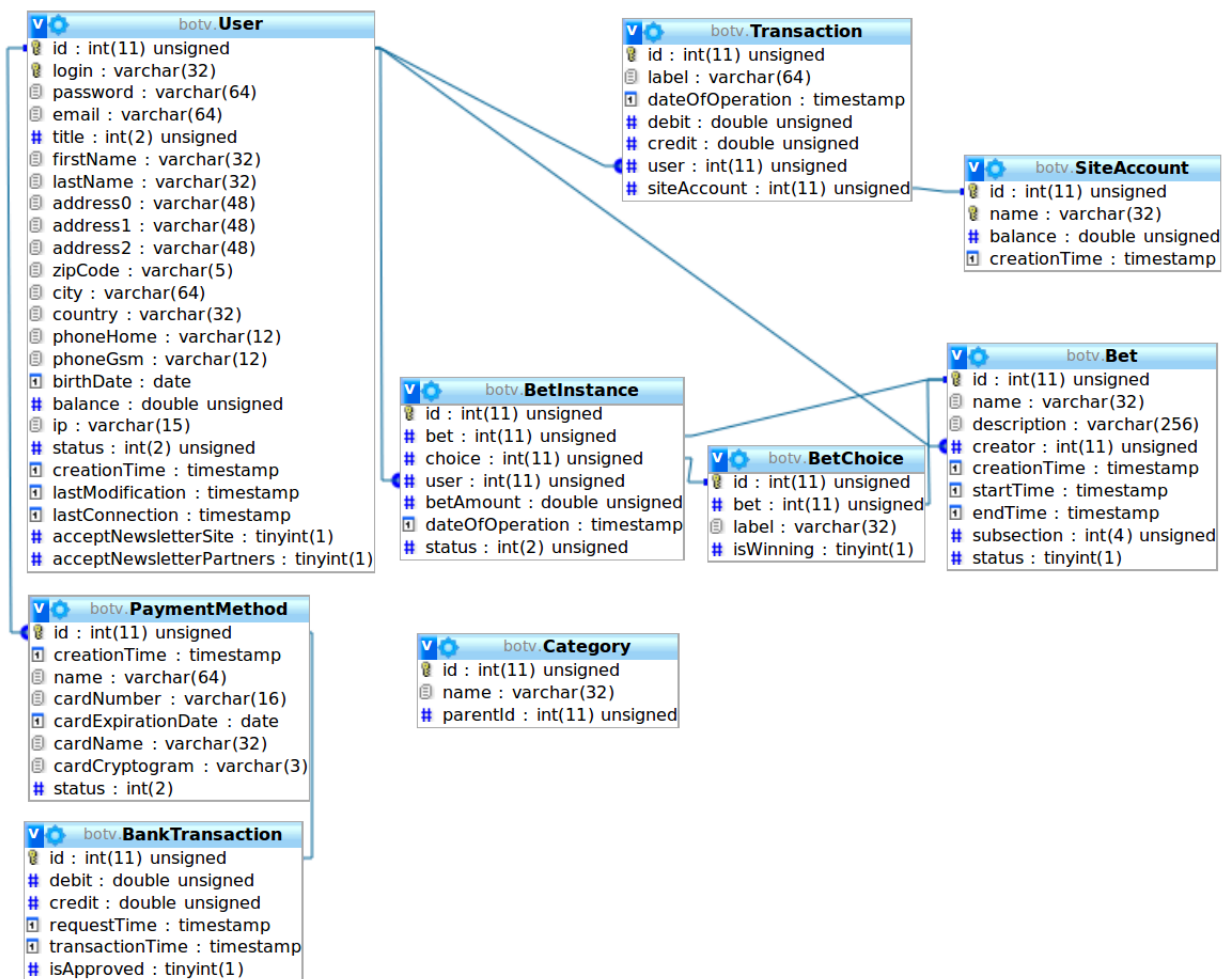 botv.User
id : int(11) unsigned
login : varchar(32)
password : varchar(64)
email : varchar(64)
title : int(2) unsigned
firstName : varchar(32)
lastName : varchar(32)
address0 : varchar(48)
address1 : varchar(48)
address2 : varchar(48)
zipCode : varchar(5)
city : varchar(64)
country : varchar(32)
phoneHome : varchar(12)
phoneGsm : varchar(12)
birthDate : date
balance : double unsigned
ip : varchar(15)
status : int(2) unsigned
creationTime : timestamp
lastModification : timestamp
lastConnection : timestamp
acceptNewsletterSite : tinyint(1)
acceptNewsletterPartners : tinyint(1)
botv.Transaction
id : int(11) unsigned
label : varchar(64)
dateOfOperation : timestamp
debit : double unsigned
credit : double unsigned
user : int(11) unsigned
siteAccount : int(11) unsigned
botv.SiteAccount
id : int(11) unsigned
name : varchar(32)
balance : double unsigned
creationTime : timestamp
botv.BetInstance
id : int(11) unsigned
bet : int(11) unsigned
choice : int(11) unsigned
user : int(11) unsigned
betAmount : double unsigned
dateOfOperation : timestamp
status : int(2) unsigned
botv.BetChoice
id : int(11) unsigned
bet : int(11) unsigned
label : varchar(32)
isWinning : tinyint(1)
botv.Bet
id : int(11) unsigned
name : varchar(32)
description : varchar(256)
creator : int(11) unsigned
creationTime : timestamp
startTime : timestamp
endTime : timestamp
subsection : int(4) unsigned
status : tinyint(1)
botv.PaymentMethod
id : int(11) unsigned
creationTime : timestamp
name : varchar(64)
cardNumber : varchar(16)
cardExpirationDate : date
cardName : varchar(32)
cardCryptogram : varchar(3)
status : int(2)
botv.Category
id : int(11) unsigned
name : varchar(32)
parentId : int(11) unsigned
botv.BankTransaction
id : int(11) unsigned
debit : double unsigned
credit : double unsigned
requestTime : timestamp
transactionTime : timestamp
isApproved : tinyint(1)